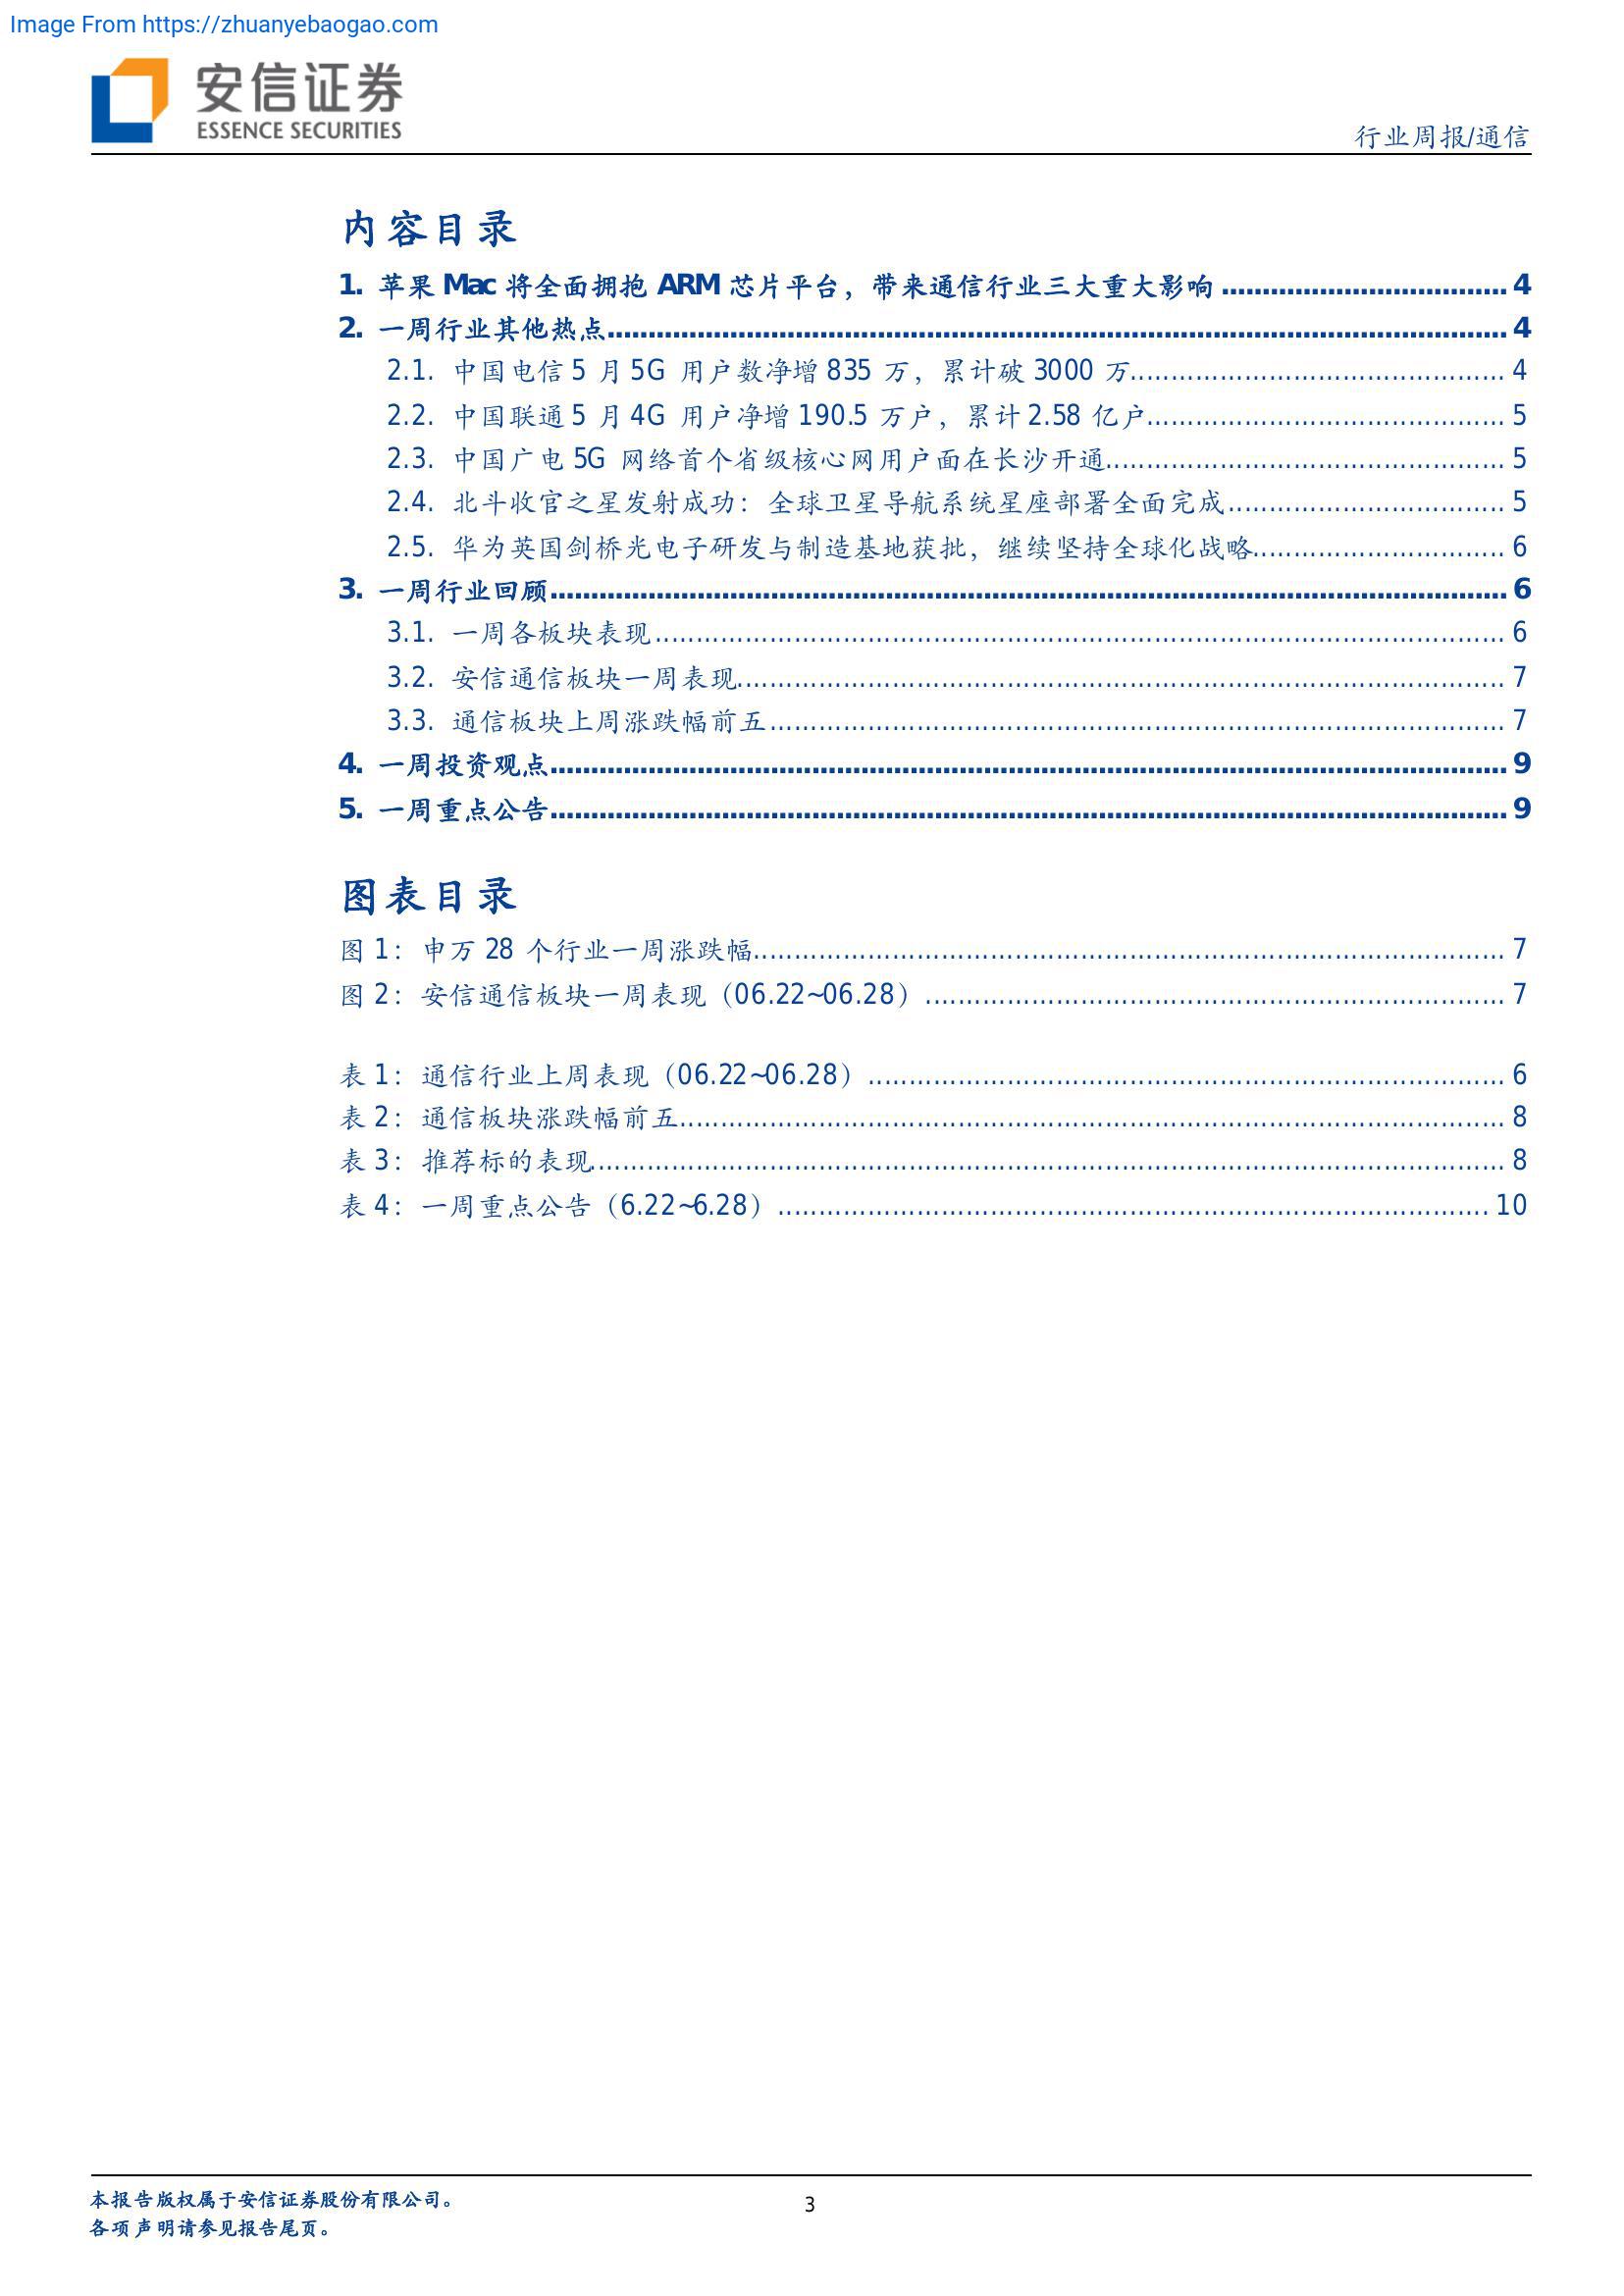 Image From https://zhuanyebaogao.com
安信证券
ESSENCE SECURITIES
行业周报/通信
内容目录
1. 苹果 Mac 将全面拥抱 ARM 芯片平台，带来通信行业三大重大影响 ................................... 4
2. 一周行业其他热点 ................................... 4
2.1. 中国电信 5 月 5G 用户数净增 835 万，累计破 3000 万 ................................... 4
2.2. 中国联通 5 月 4G 用户净增 190.5 万户，累计 2.58 亿户 ................................... 5
2.3. 中国广电 5G 网络首个省级核心网用户面在长沙开通 ................................... 5
2.4. 北斗收官之星发射成功：全球卫星导航系统星座部署全面完成 ................................... 5
2.5. 华为英国剑桥光电子研发与制造基地获批，继续坚持全球化战略 ................................... 6
3. 一周行业回顾 ................................... 6
3.1. 一周各板块表现 ................................... 6
3.2. 安信通信板块一周表现 ................................... 7
3.3. 通信板块上周涨跌幅前五 ................................... 7
4. 一周投资观点 ................................... 9
5. 一周重点公告 ................................... 9
图表目录
图 1：申万 28 个行业一周涨跌幅 ................................... 7
图 2：安信通信板块一周表现（06.22~06.28） ................................... 7
表 1：通信行业上周表现（06.22~06.28） ................................... 6
表 2：通信板块涨跌幅前五 ................................... 8
表 3：推荐标的表现 ................................... 8
表 4：一周重点公告（6.22~6.28） ................................... 10
本报告版权属于安信证券股份有限公司。
3
各项声明请参见报告尾页。